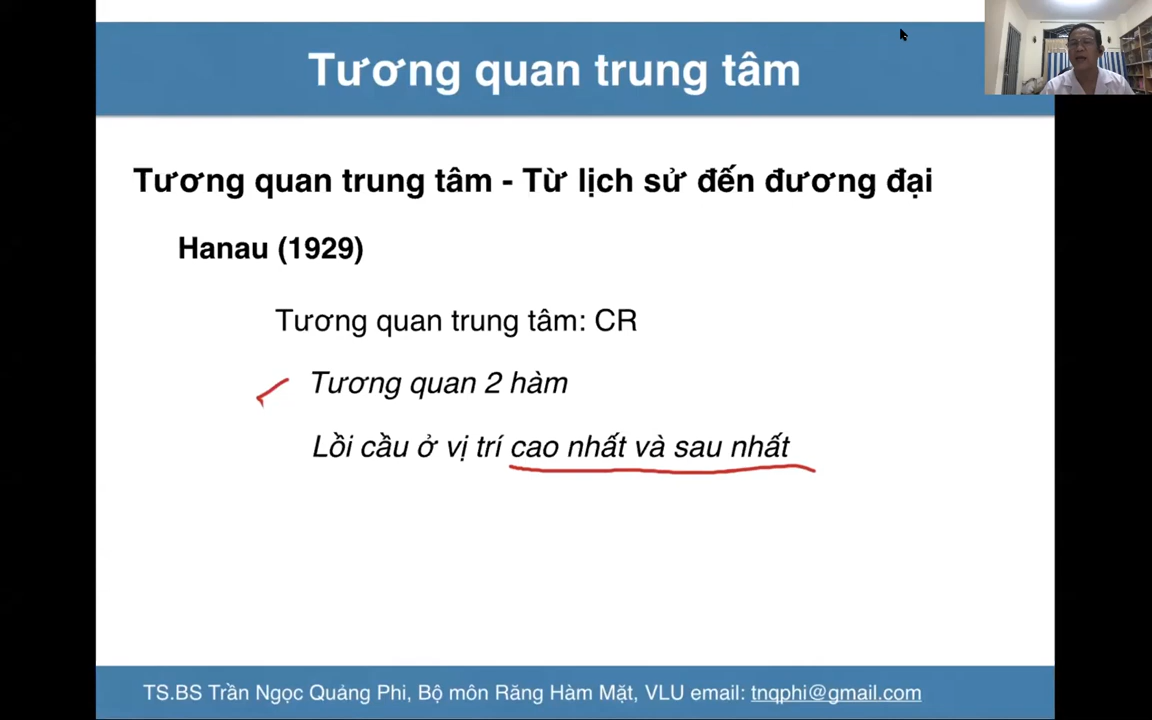 Tương quan trung tâm
Tương quan trung tâm - Từ lịch sử đến đương đại
Hanau (1929)
Tương quan trung tâm: CR
Tương quan 2 hàm
Lồi cầu ở vị trí cao nhất và sau nhất
TS.BS Trần Ngọc Quảng Phi, Bộ môn Răng Hàm Mặt, VLU email: tnqphi@gmail.com